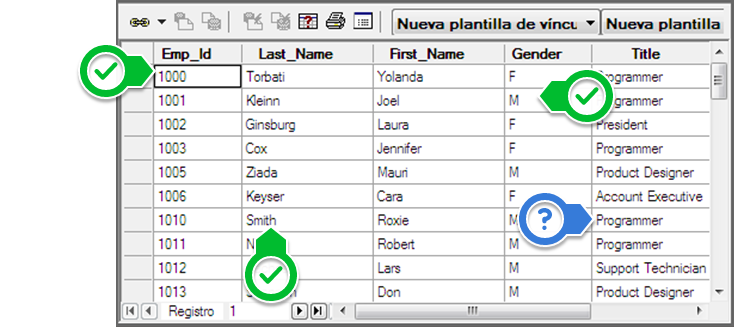 Nueva plantilla de víncu Nueva plantilla
Emp_Id Last_Name First_Name Gender Title
1000 Torbati Yolanda F Programmer
1001 Kleinn Joel M Programmer
1002 Ginsburg Laura F President
1003 Cox Jennifer F Programmer
1005 Ziada Mauri M Product Designer
1006 Keyser Cara F Account Executive
1010 Smith Roxie M Programmer
1011 Robert M Programmer
1012 Lars M Support Technician
1013 Don M Product Designer
Registro 1